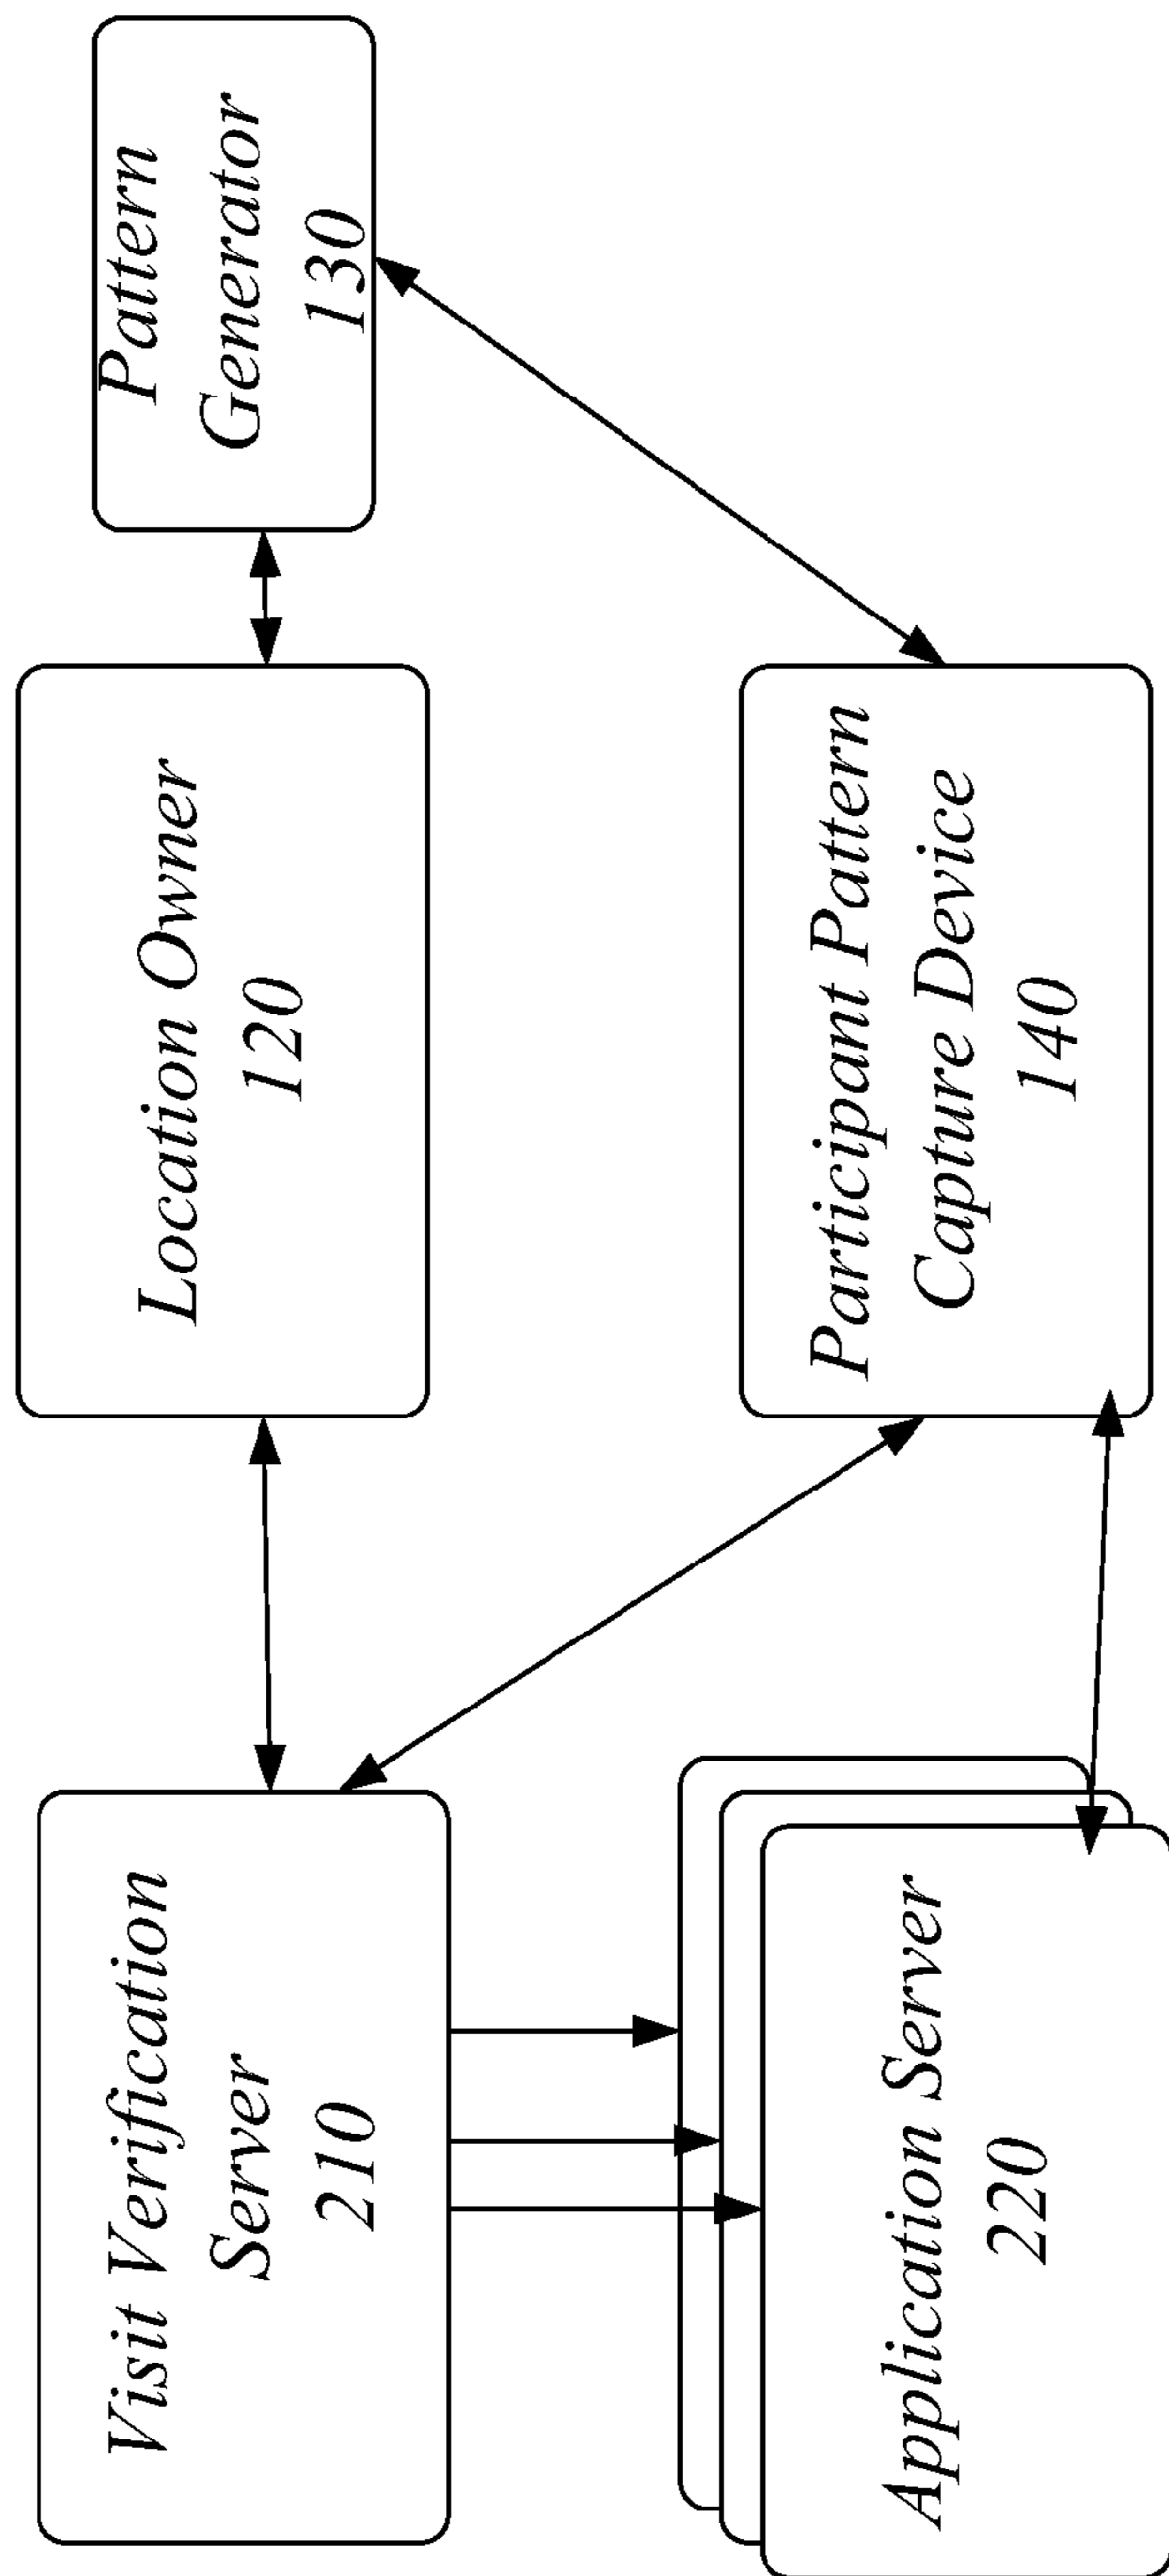 Visit Verification
Server
210
Location Owner
120
Pattern
Generator
130
Application Server
220
Participant Pattern
Capture Device
140